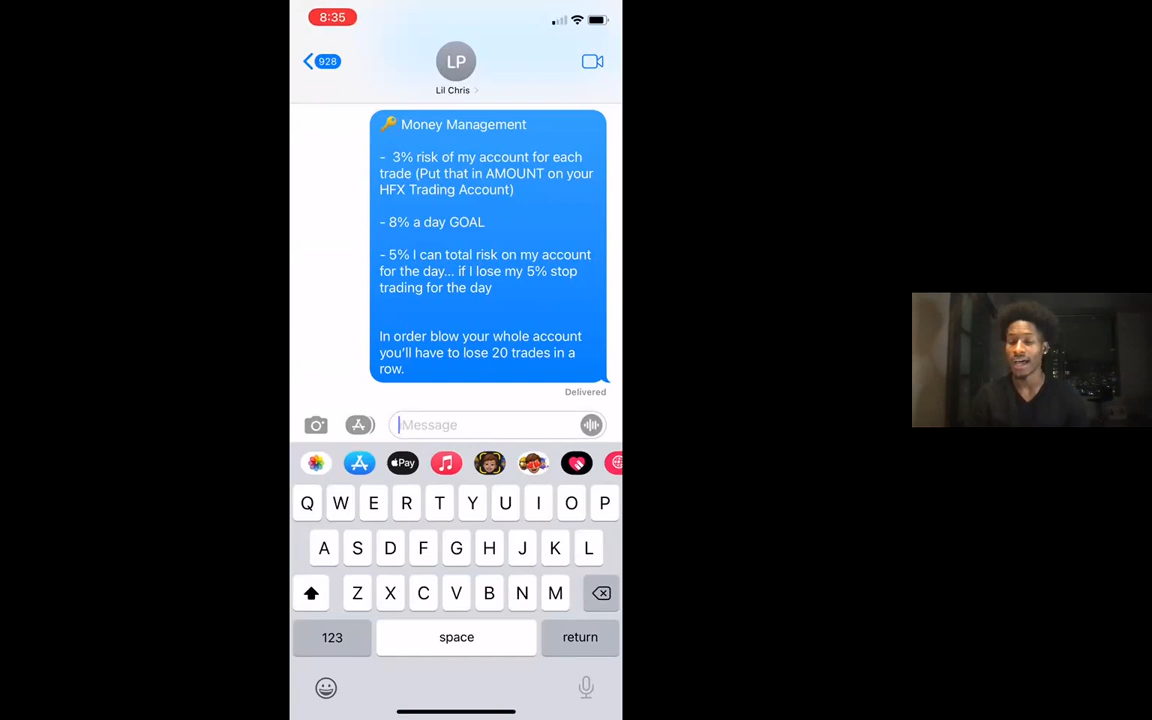 8:35
928
LP
Lil Chris
🔑 Money Management
- 3% risk of my account for each
trade (Put that in AMOUNT on your
HFX Trading Account)
- 8% a day GOAL
- 5% I can total risk on my account
for the day... if I lose my 5% stop
trading for the day
In order blow your whole account
you'll have to lose 20 trades in a
row.
Delivered
iMessage
Pay
Q W E R T Y U I O P
A S D F G H J K L
Z X C V B N M
123 space return